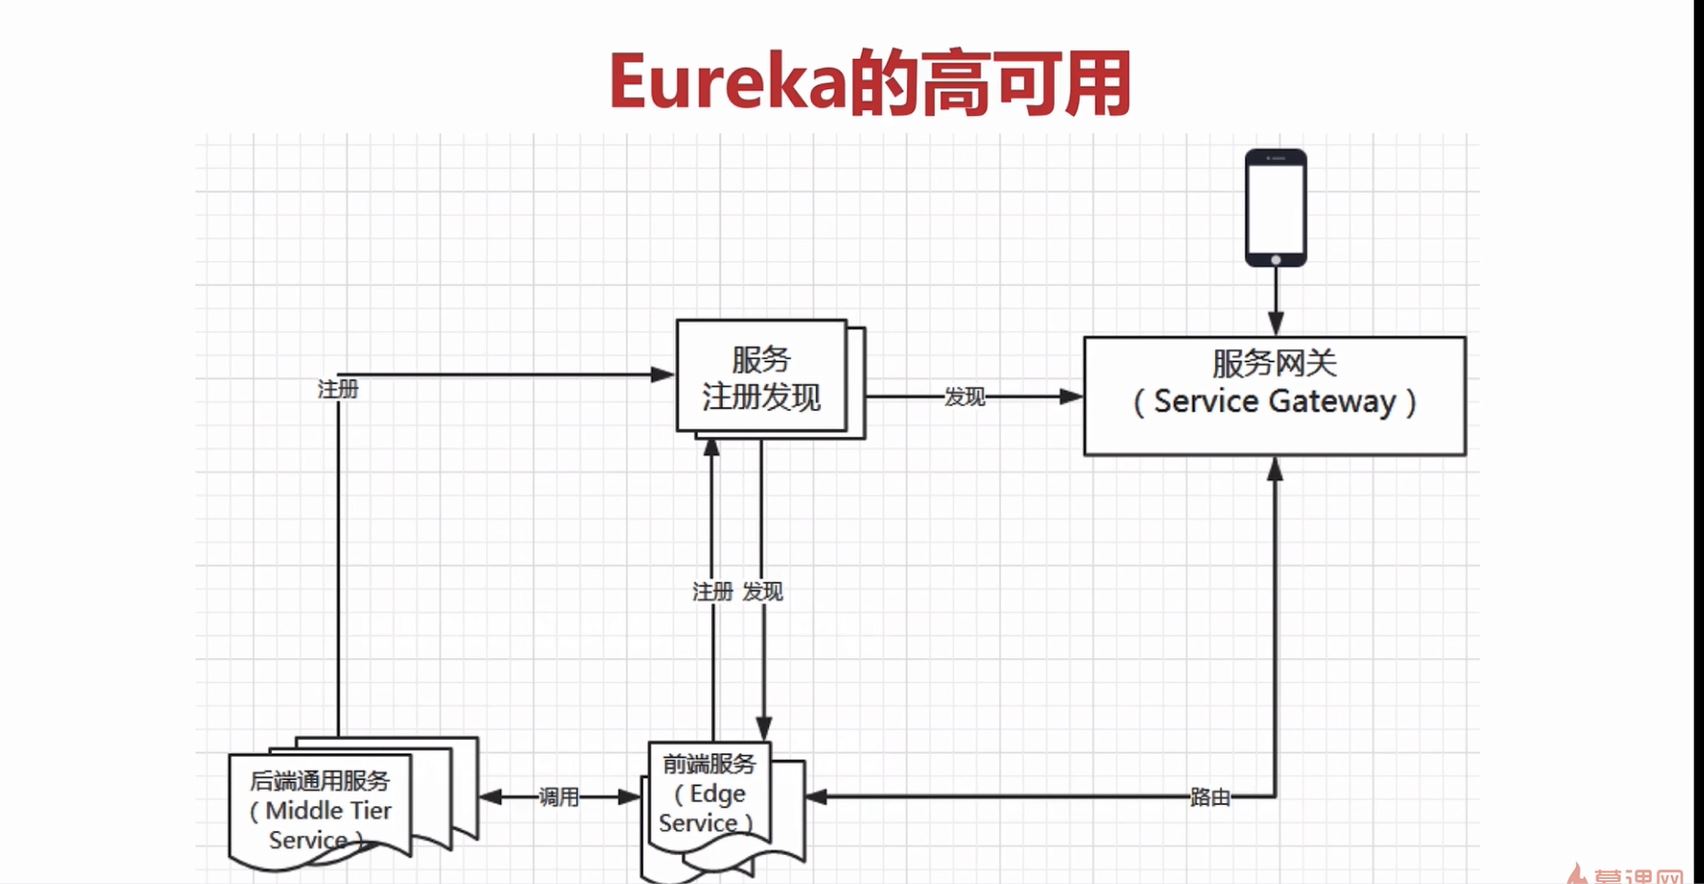 Eureka的高可用
服务
注册发现
服务网关
（Service Gateway）
注册
发现
注册
发现
后端通用服务
（Middle Tier
Service）
调用
前端服务
（Edge
Service）
路由
慕课网